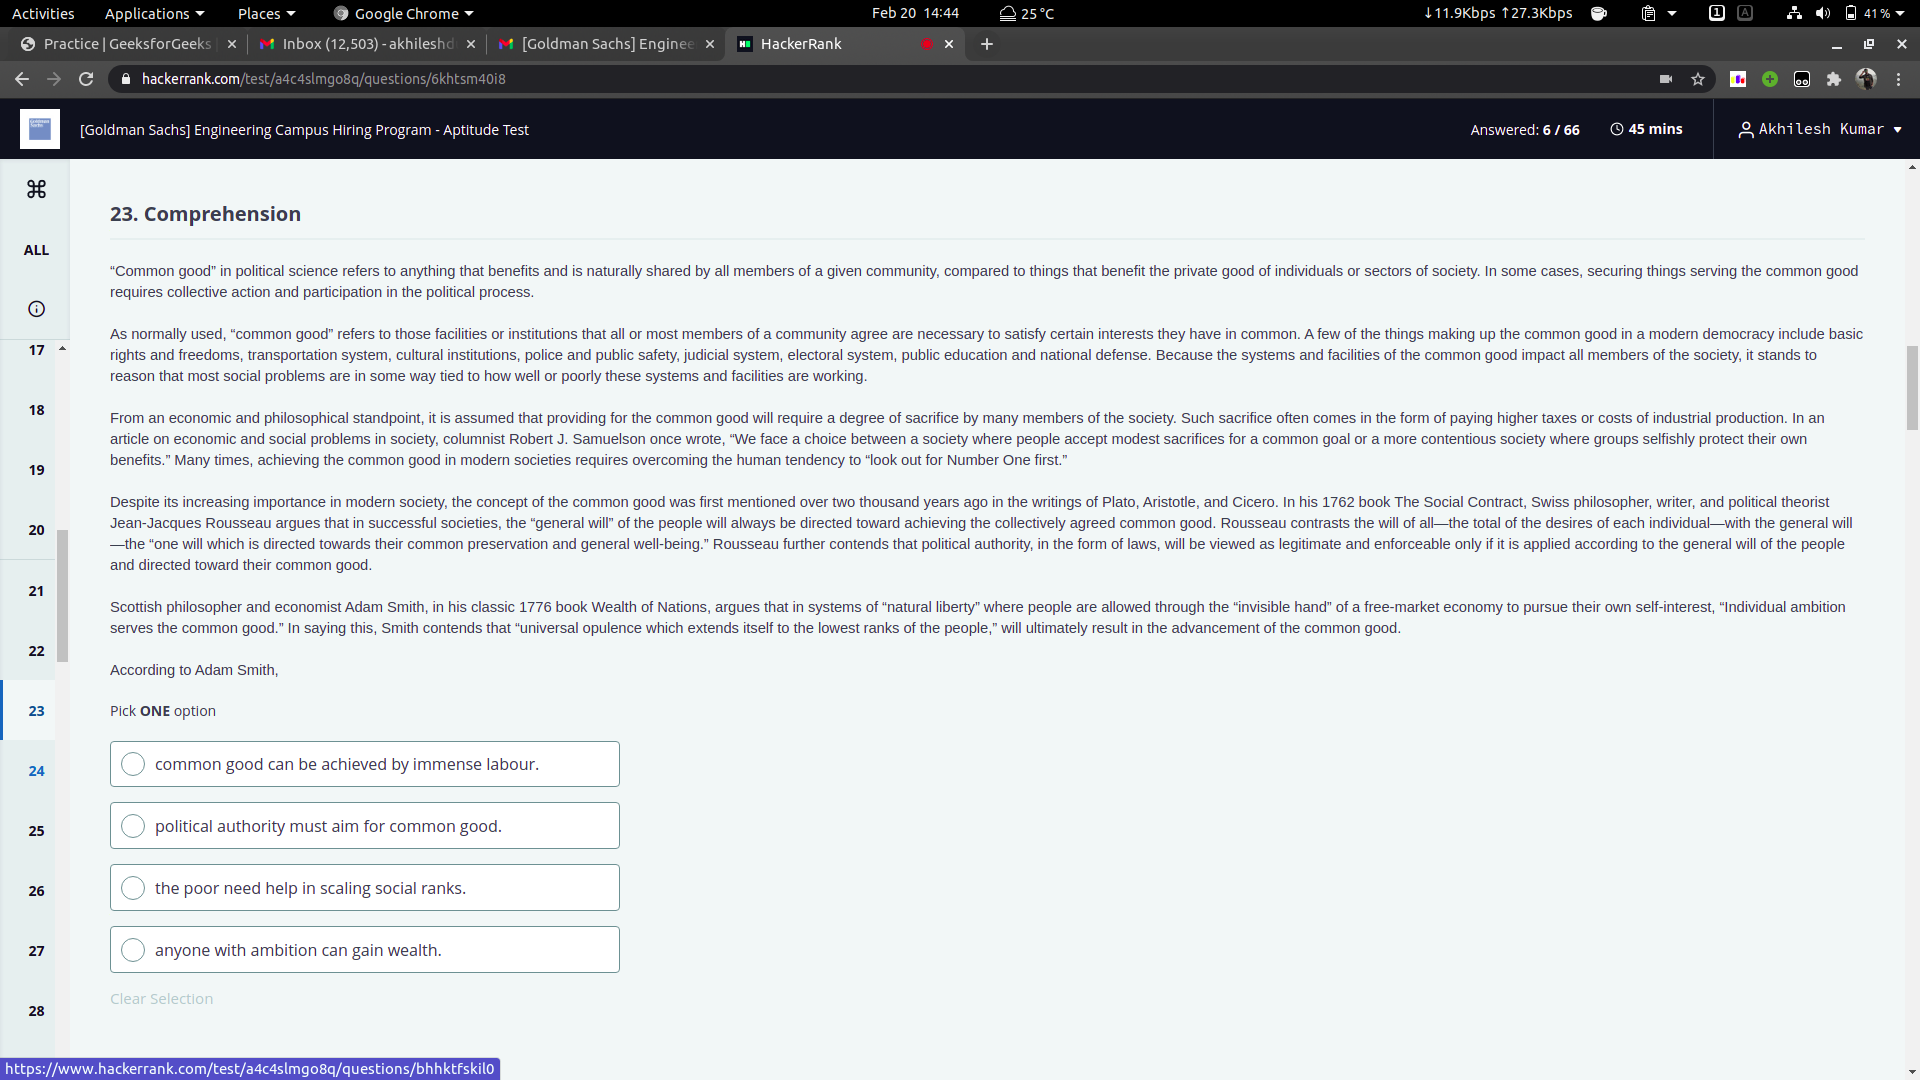 Activities Applications Places Google Chrome Feb 20 14:44 25 °C ↓11.9Kbps ↑27.3Kbps 1 A 41 %
Practice | GeeksforGeeks Inbox (12,503) - akhileshd [Goldman Sachs] Enginee HackerRank
hackerrank.com/test/a4c4slmgo8q/questions/6khtsm40i8
[Goldman Sachs] Engineering Campus Hiring Program - Aptitude Test Answered: 6 / 66 45 mins Akhilesh Kumar
ALL
17
18
19
20
21
22
23
24
25
26
27
28
23. Comprehension
“Common good” in political science refers to anything that benefits and is naturally shared by all members of a given community, compared to things that benefit the private good of individuals or sectors of society. In some cases, securing things serving the common good
requires collective action and participation in the political process.
As normally used, “common good” refers to those facilities or institutions that all or most members of a community agree are necessary to satisfy certain interests they have in common. A few of the things making up the common good in a modern democracy include basic
rights and freedoms, transportation system, cultural institutions, police and public safety, judicial system, electoral system, public education and national defense. Because the systems and facilities of the common good impact all members of the society, it stands to
reason that most social problems are in some way tied to how well or poorly these systems and facilities are working.
From an economic and philosophical standpoint, it is assumed that providing for the common good will require a degree of sacrifice by many members of the society. Such sacrifice often comes in the form of paying higher taxes or costs of industrial production. In an
article on economic and social problems in society, columnist Robert J. Samuelson once wrote, “We face a choice between a society where people accept modest sacrifices for a common goal or a more contentious society where groups selfishly protect their own
benefits.” Many times, achieving the common good in modern societies requires overcoming the human tendency to “look out for Number One first.”
Despite its increasing importance in modern society, the concept of the common good was first mentioned over two thousand years ago in the writings of Plato, Aristotle, and Cicero. In his 1762 book The Social Contract, Swiss philosopher, writer, and political theorist
Jean-Jacques Rousseau argues that in successful societies, the “general will” of the people will always be directed toward achieving the collectively agreed common good. Rousseau contrasts the will of all—the total of the desires of each individual—with the general will
—the “one will which is directed towards their common preservation and general well-being.” Rousseau further contends that political authority, in the form of laws, will be viewed as legitimate and enforceable only if it is applied according to the general will of the people
and directed toward their common good.
Scottish philosopher and economist Adam Smith, in his classic 1776 book Wealth of Nations, argues that in systems of “natural liberty” where people are allowed through the “invisible hand” of a free-market economy to pursue their own self-interest, “Individual ambition
serves the common good.” In saying this, Smith contends that “universal opulence which extends itself to the lowest ranks of the people,” will ultimately result in the advancement of the common good.
According to Adam Smith,
Pick ONE option
common good can be achieved by immense labour.
political authority must aim for common good.
the poor need help in scaling social ranks.
anyone with ambition can gain wealth.
Clear Selection
https://www.hackerrank.com/test/a4c4slmgo8q/questions/bhhktfskil0